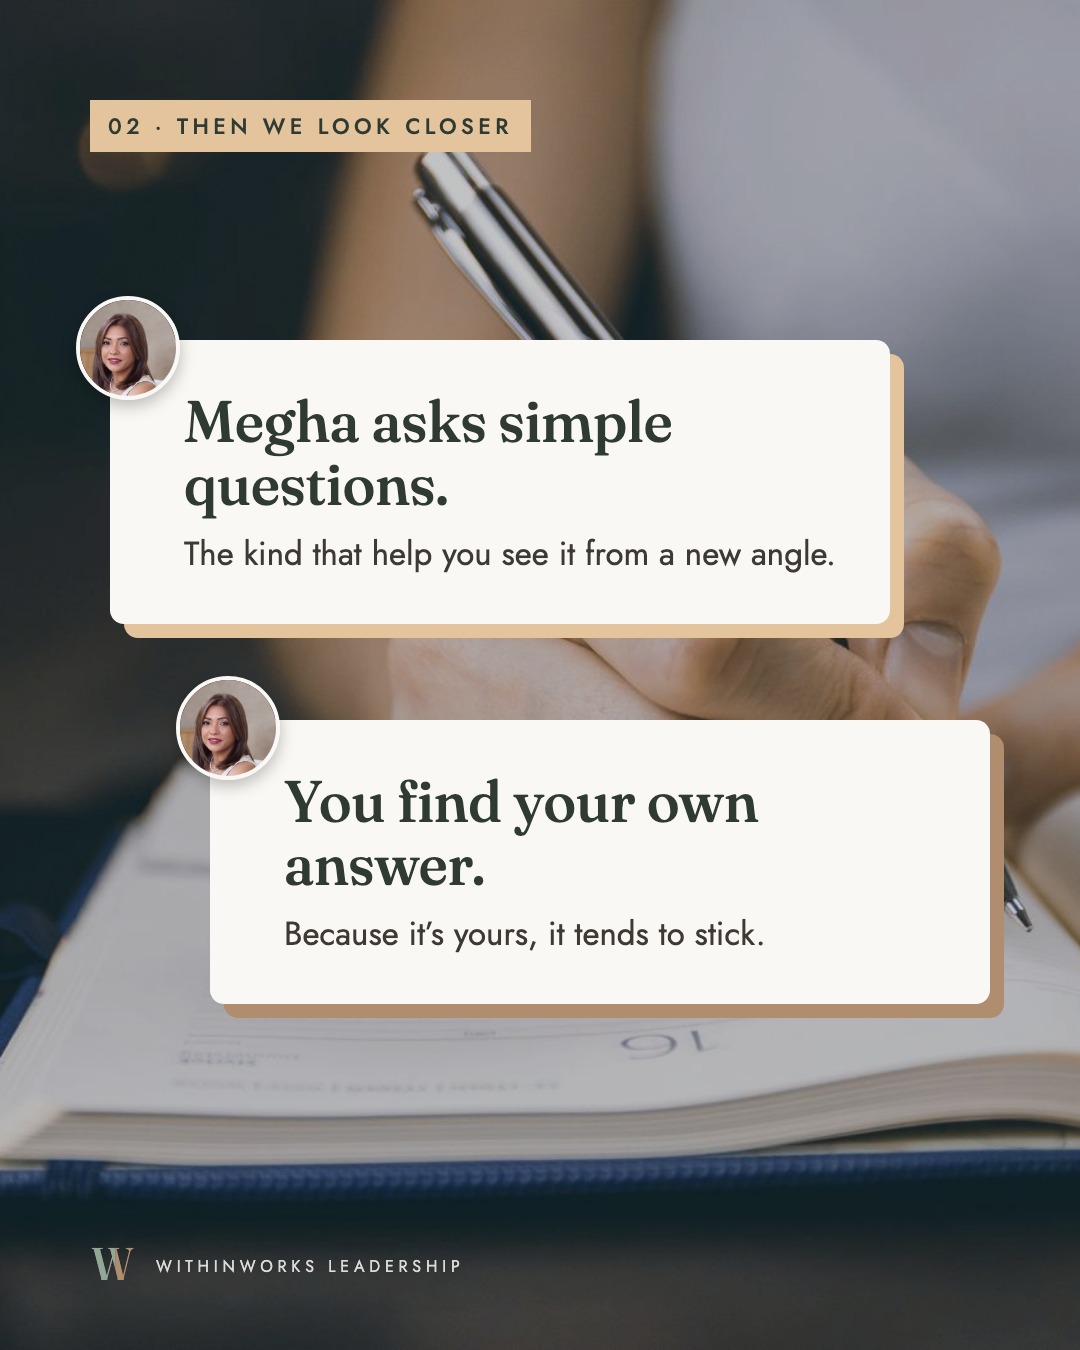 02 · THEN WE LOOK CLOSER
Megha asks simple
questions.
The kind that help you see it from a new angle.
You find your own
answer.
Because it’s yours, it tends to stick.
16
W WITHINWORKS LEADERSHIP